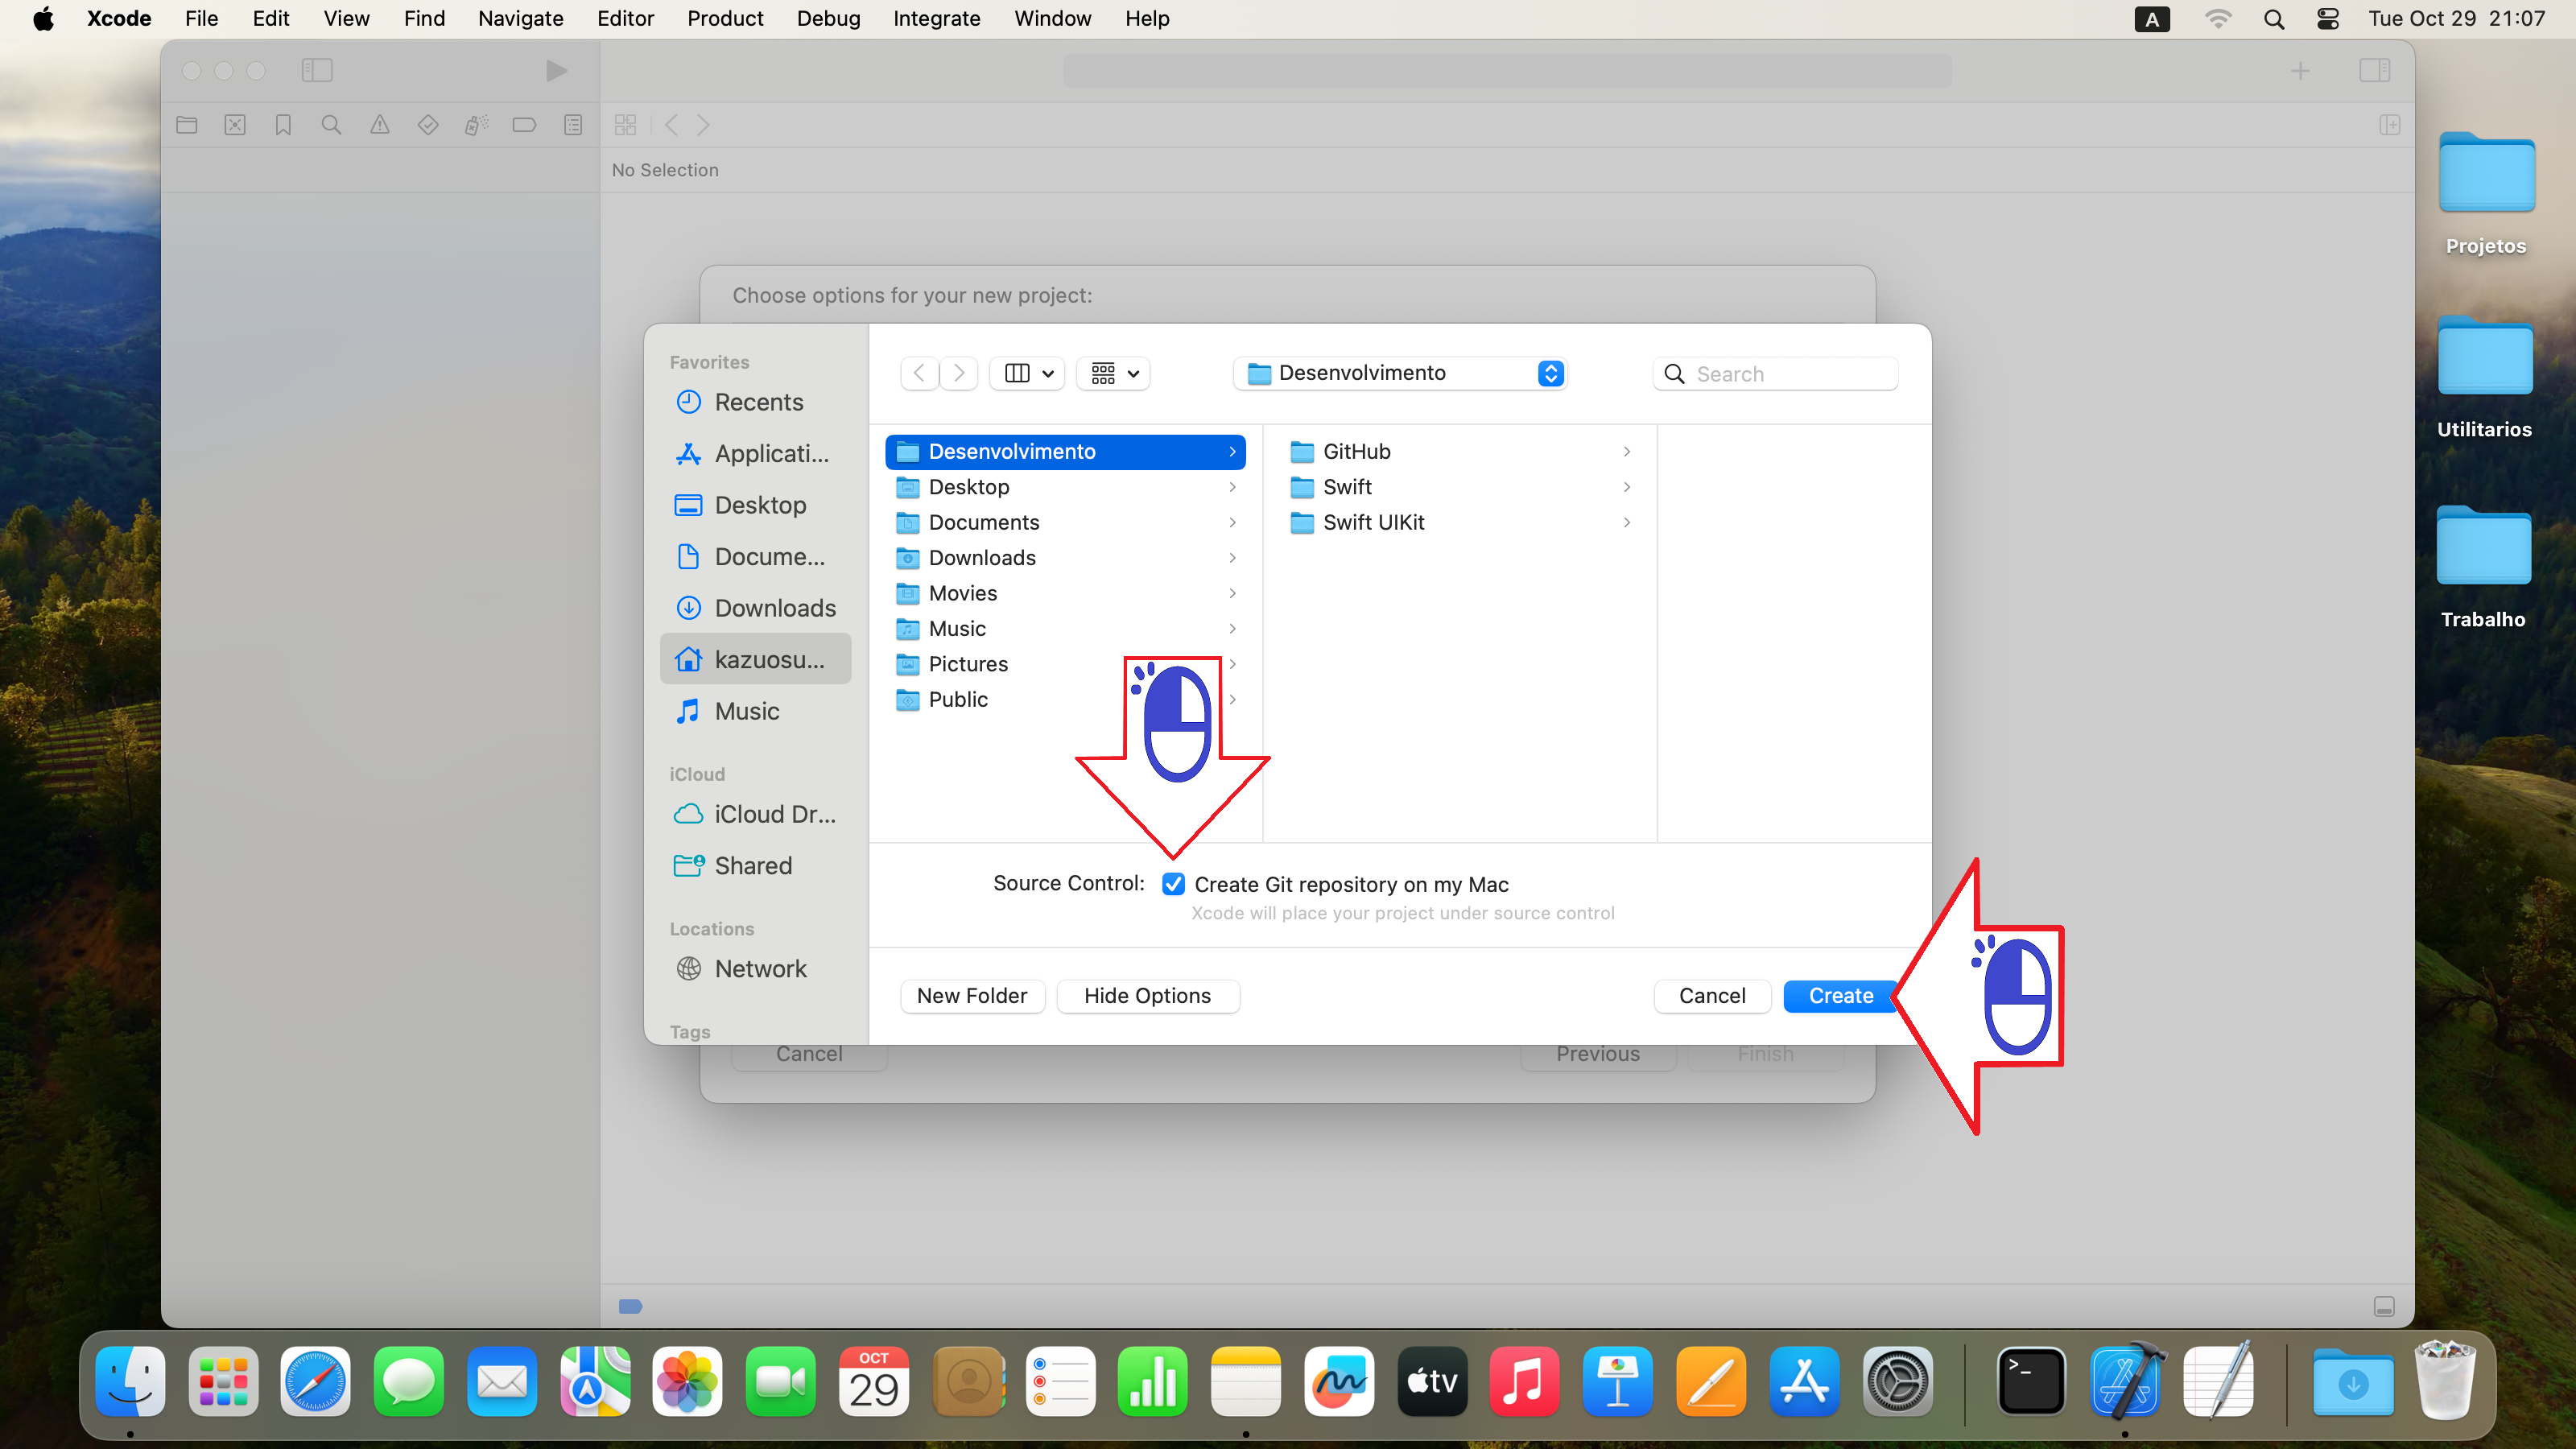 Xcode File Edit View Find Navigate Editor Product Debug Integrate Window Help A Tue Oct 29 21:07
No Selection
Projetos
Utilitarios
Trabalho
Choose options for your new project:
Favorites
Recents
Applicati...
Desktop
Docume...
Downloads
kazuosu...
Music
iCloud
iCloud Dr...
Shared
Locations
Network
Tags
Desenvolvimento
Search
Desenvolvimento
Desktop
Documents
Downloads
Movies
Music
Pictures
Public
GitHub
Swift
Swift UIKit
Source Control: Create Git repository on my Mac
Xcode will place your project under source control
New Folder Hide Options Cancel Create
Cancel Previous Finish
OCT
29
tv
>_